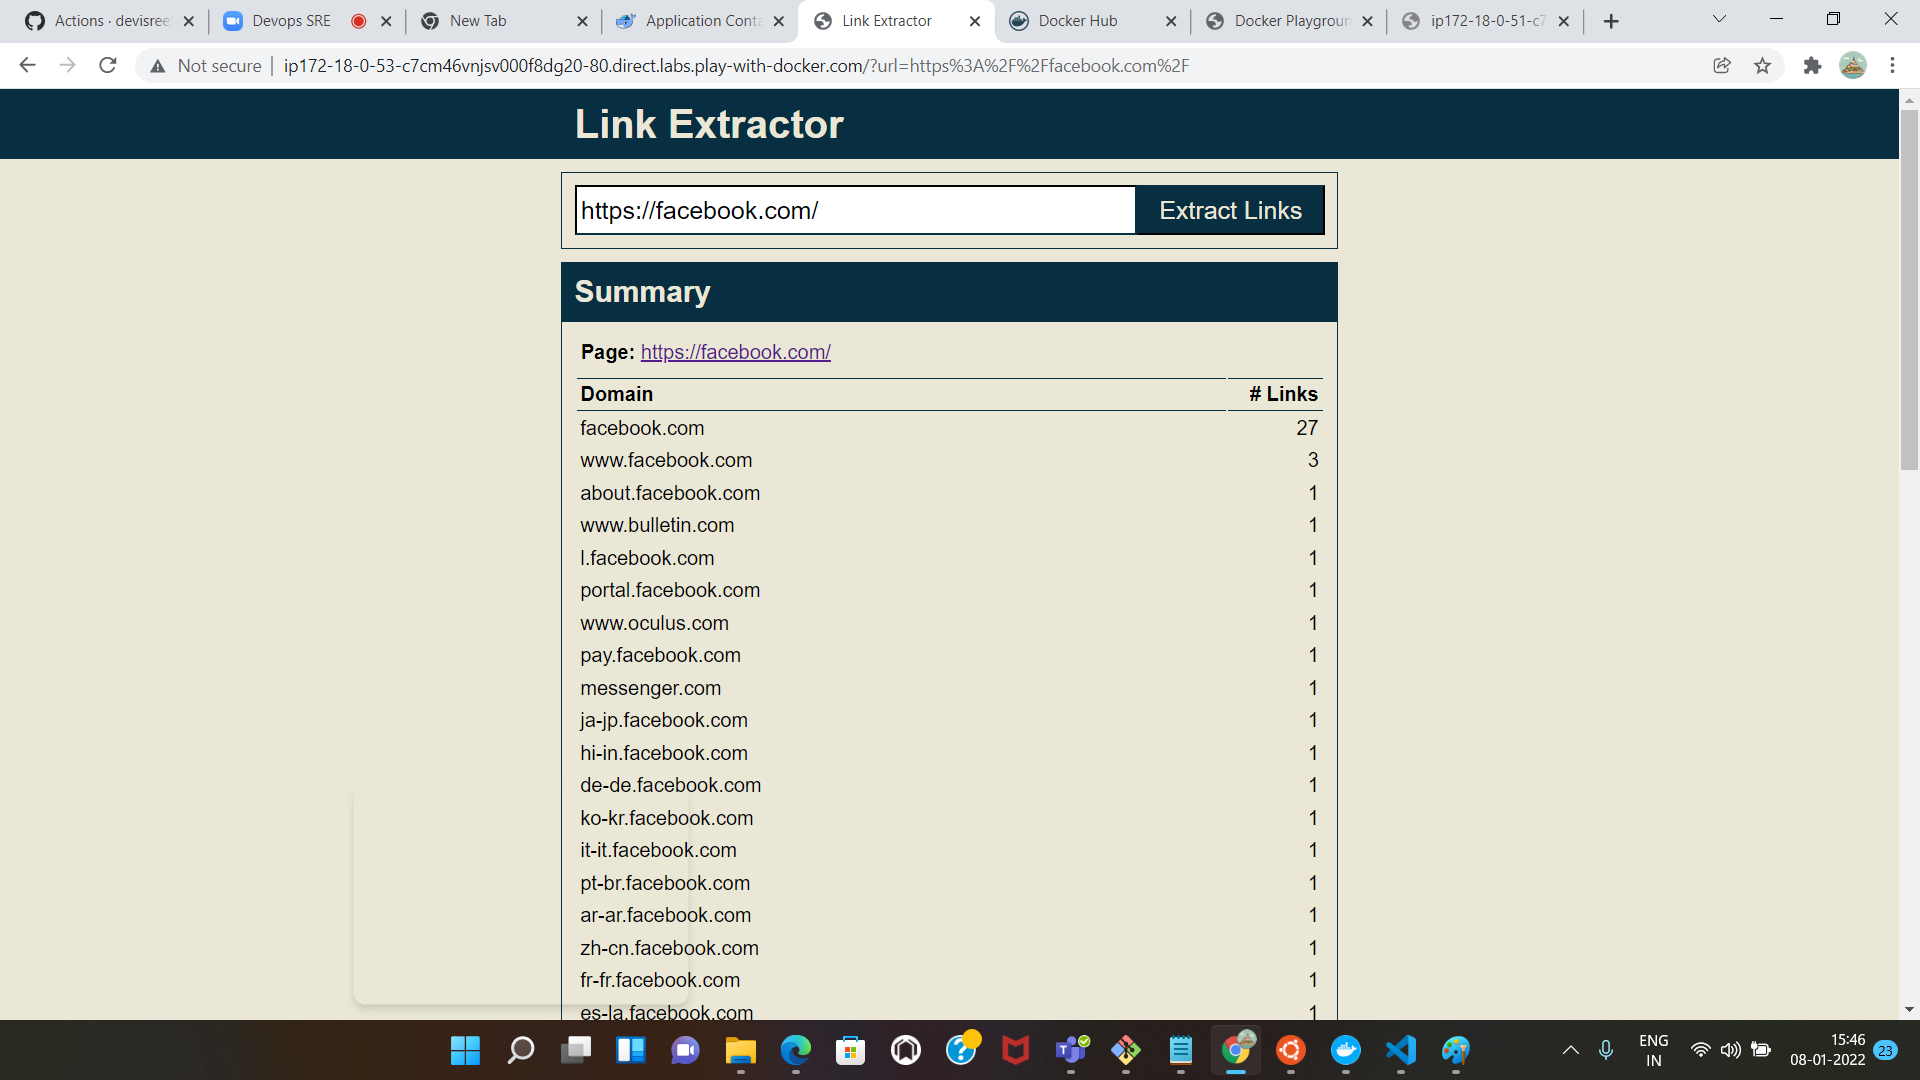 Actions · devisree
Devops SRE
New Tab
Application Conta
Link Extractor
Docker Hub
Docker Playgroun
ip172-18-0-51-c7
Not secure
ip172-18-0-53-c7cm46vnjsv000f8dg20-80.direct.labs.play-with-docker.com/?url=https%3A%2F%2Ffacebook.com%2F
Link Extractor
https://facebook.com/
Extract Links
Summary
Page: https://facebook.com/
Domain # Links
facebook.com 27
www.facebook.com 3
about.facebook.com 1
www.bulletin.com 1
l.facebook.com 1
portal.facebook.com 1
www.oculus.com 1
pay.facebook.com 1
messenger.com 1
ja-jp.facebook.com 1
hi-in.facebook.com 1
de-de.facebook.com 1
ko-kr.facebook.com 1
it-it.facebook.com 1
pt-br.facebook.com 1
ar-ar.facebook.com 1
zh-cn.facebook.com 1
fr-fr.facebook.com 1
es-la.facebook.com 1
ENG
IN
15:46
08-01-2022
23